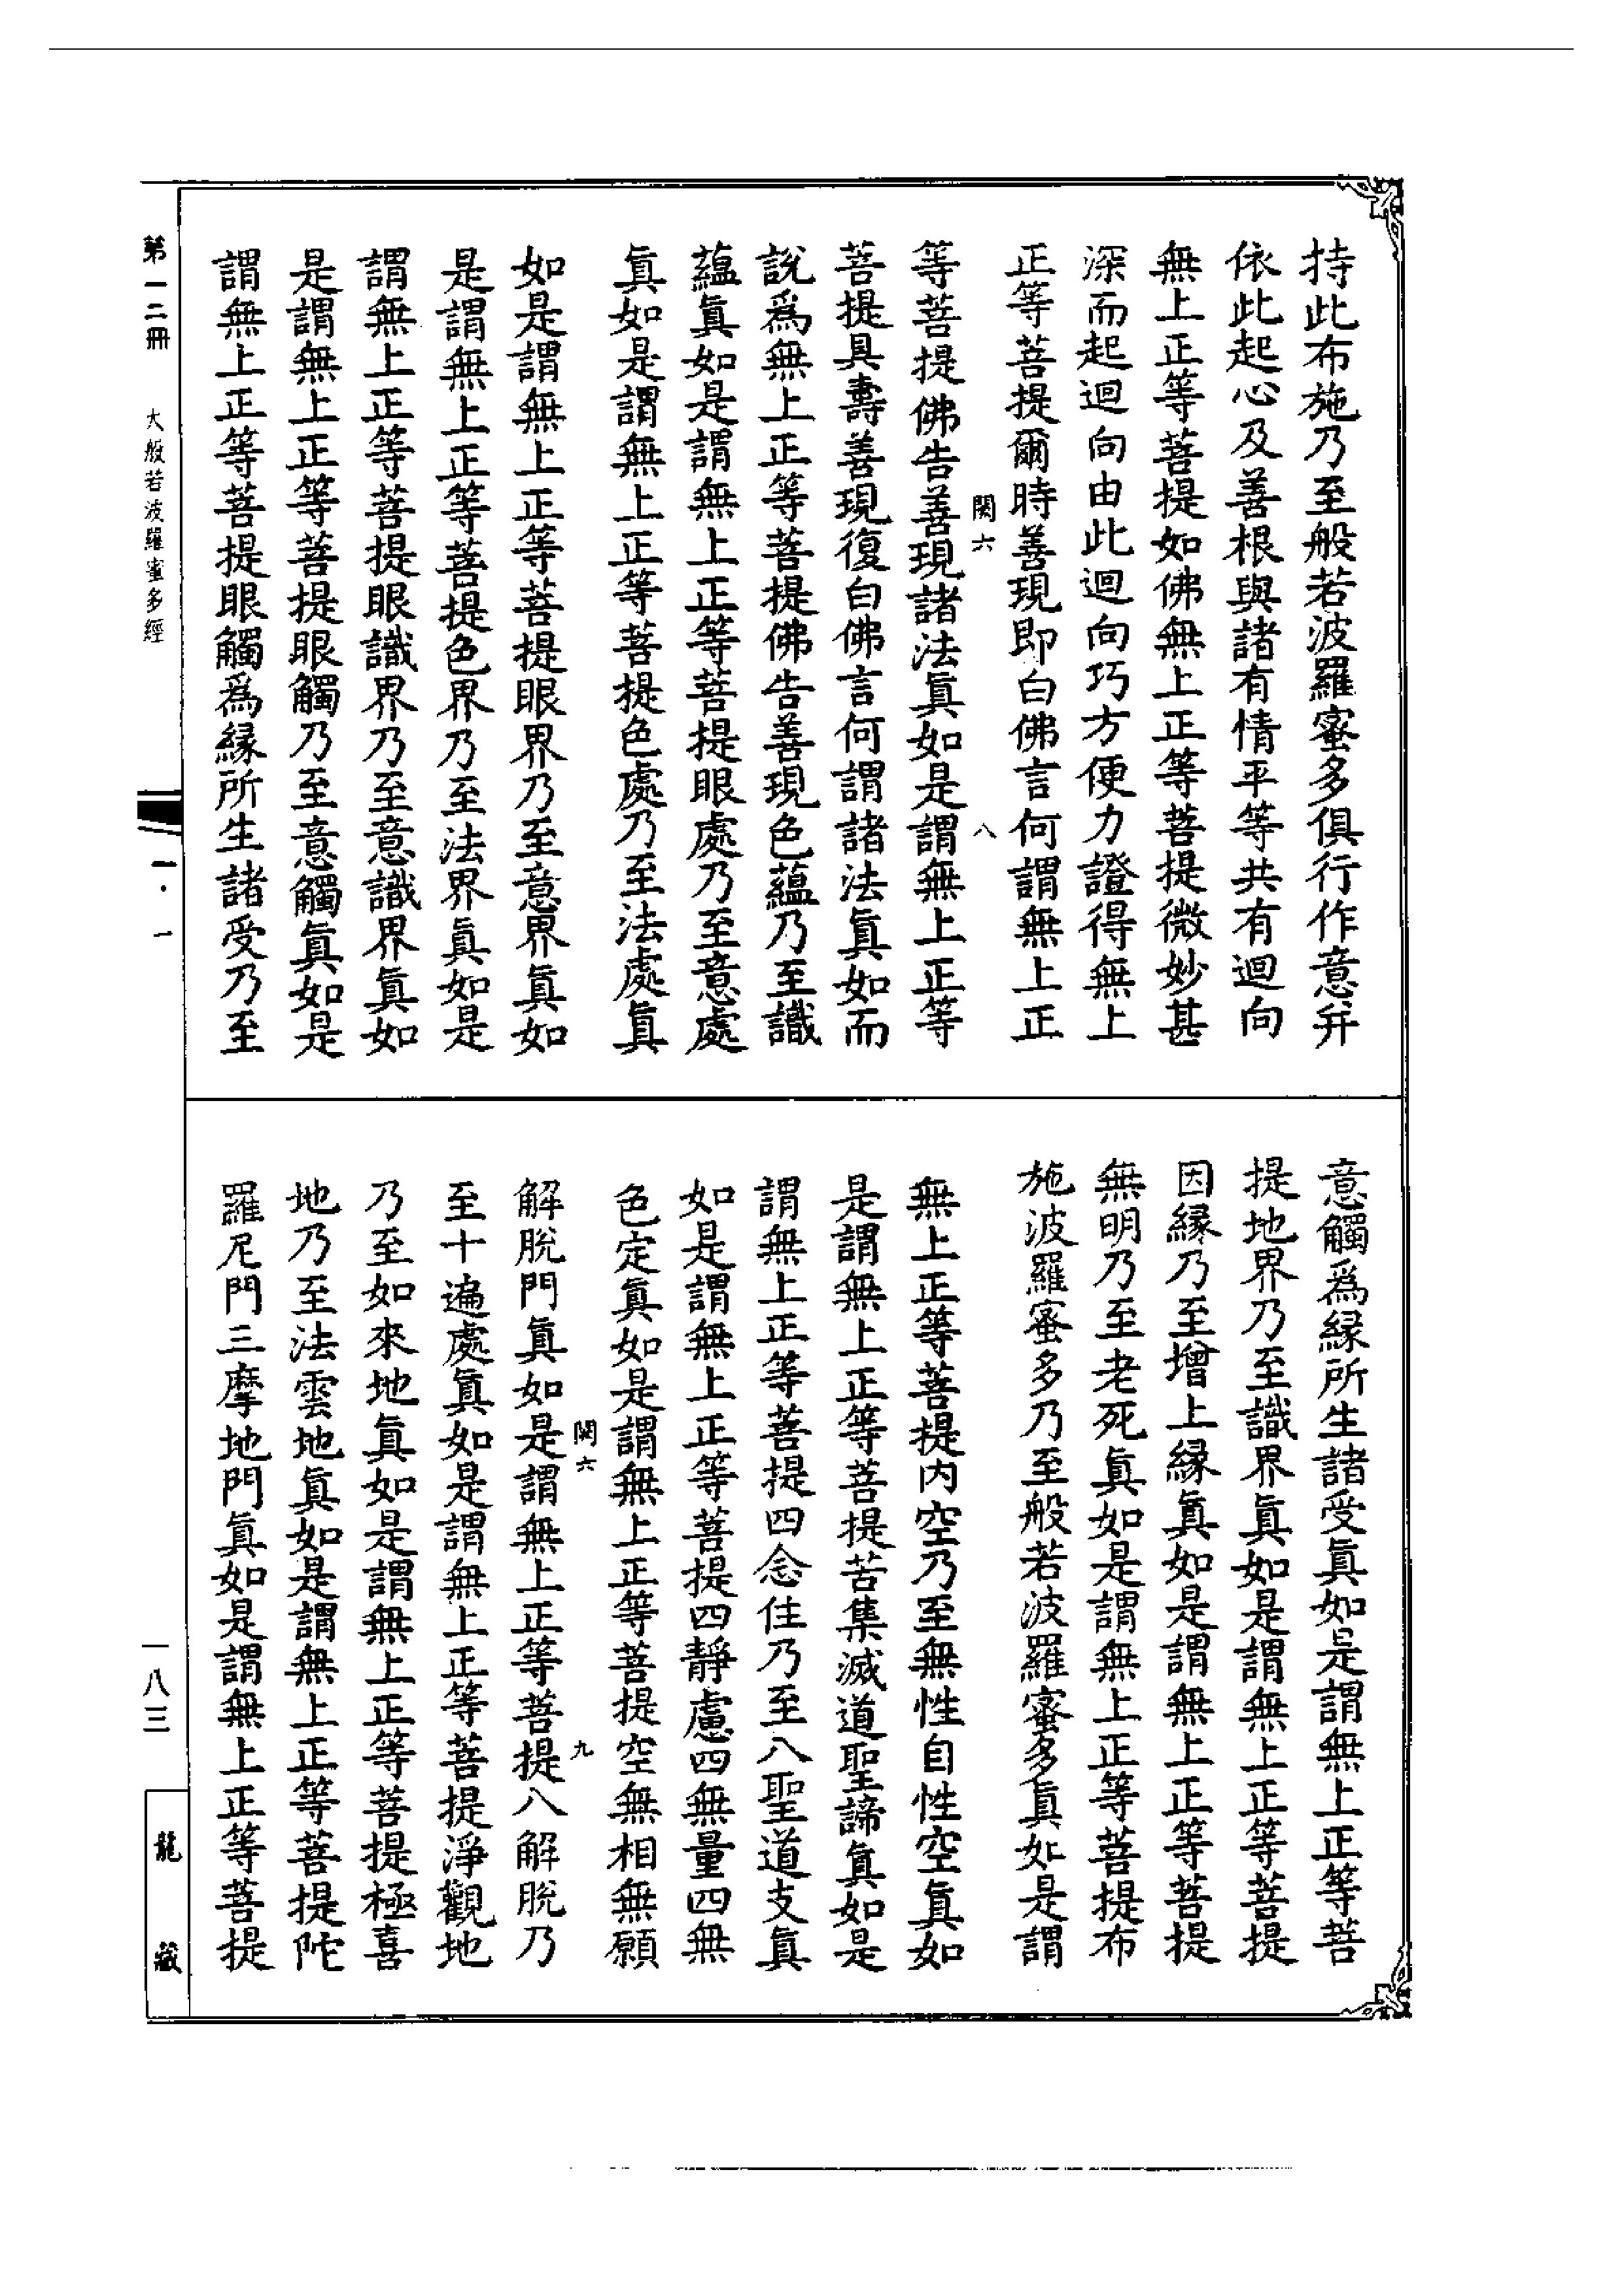 持此布施乃至般若波羅蜜多俱行作意并
依此起心及善根與諸有情平等共有迴向
無上正等菩提如佛無上正等菩提微妙甚
深而起迴向由此迴向巧方便力證得無上
正等菩提爾時善現即白佛言何謂無上正
闕六 八
等菩提佛告善現諸法眞如是謂無上正等
菩提具壽善現復白佛言何謂諸法眞如而
説爲無上正等菩提佛告善現色蘊乃至識
蘊眞如是謂無上正等菩提眼處乃至意處
眞如是謂無上正等菩提色處乃至法處眞
如是謂無上正等菩提眼界乃至意界眞如
是謂無上正等菩提色界乃至法界眞如是
謂無上正等菩提眼識界乃至意識界眞如
是謂無上正等菩提眼觸乃至意觸眞如是
謂無上正等菩提眼觸爲緣所生諸受乃至
意觸爲緣所生諸受眞如是謂無上正等菩
提地界乃至識界眞如是謂無上正等菩提
因緣乃至增上緣眞如是謂無上正等菩提
無明乃至老死眞如是謂無上正等菩提布
施波羅蜜多乃至般若波羅蜜多眞如是謂
無上正等菩提内空乃至無性自性空眞如
是謂無上正等菩提苦集滅道聖諦眞如是
謂無上正等菩提四念住乃至八聖道支眞
如是謂無上正等菩提四靜慮四無量四無
色定眞如是謂無上正等菩提空無相無願
闕六 九
解脫門眞如是謂無上正等菩提八解脫乃
至十遍處眞如是謂無上正等菩提淨觀地
乃至如來地眞如是謂無上正等菩提極喜
地乃至法雲地眞如是謂無上正等菩提陀
羅尼門三摩地門眞如是謂無上正等菩提
第一二冊 大般若波羅蜜多經 一·一 一八三 龍藏